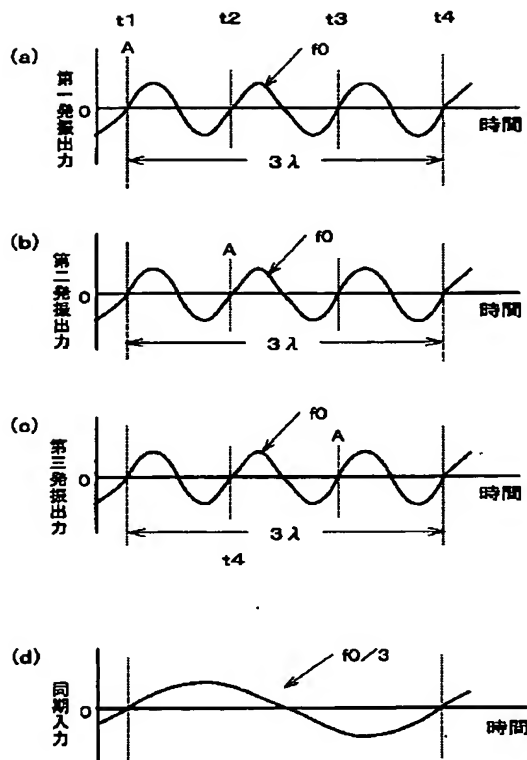 t1 t2 t3 t4
(a) A f0
第一発振出力
0
時間
3λ
(b) A f0
第二発振出力
0
時間
3λ
(c) f0 A
第三発振出力
0
時間
3λ
t4
(d) f0/3
同期入力
0
時間